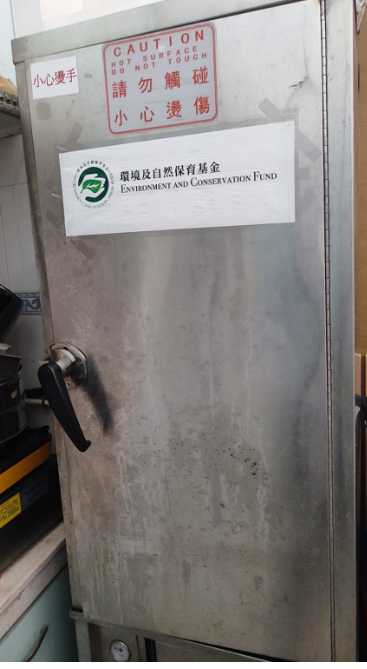 小心燙手
CAUTION
HOT SURFACE
DO NOT TOUCH
請勿觸碰
小心燙傷
環境及自然保育基金
ENVIRONMENT AND CONSERVATION FUND